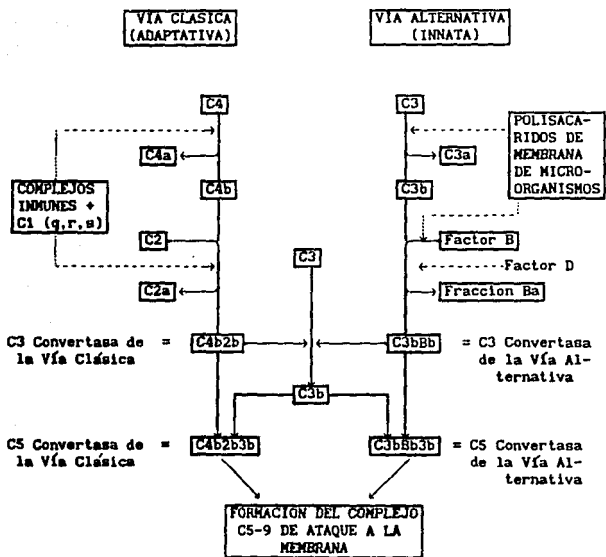 VÍA CLASICA
(ADAPTATIVA)
VIA ALTERNATIVA
(INNATA)
C4
C3
POLISACA-
RIDOS DE
MEMBRANA
DE MICRO-
ORGANISMOS
C4a
C3a
COMPLEJOS
INMUNES +
C1 (q,r,s)
C4b
C3b
C2
Factor B
C3
Factor D
C2a
Fraccion Ba
C3 Convertasa de
la Vía Clásica
=
C4b2b
C3bBb
= C3 Convertasa
de la Vía Al-
ternativa
C3b
C5 Convertasa de
la Vía Clásica
=
C4b2b3b
C3bBb3b
= C5 Convertasa
de la Vía Al-
ternativa
FORMACION DEL COMPLEJO
C5-9 DE ATAQUE A LA
MEMBRANA